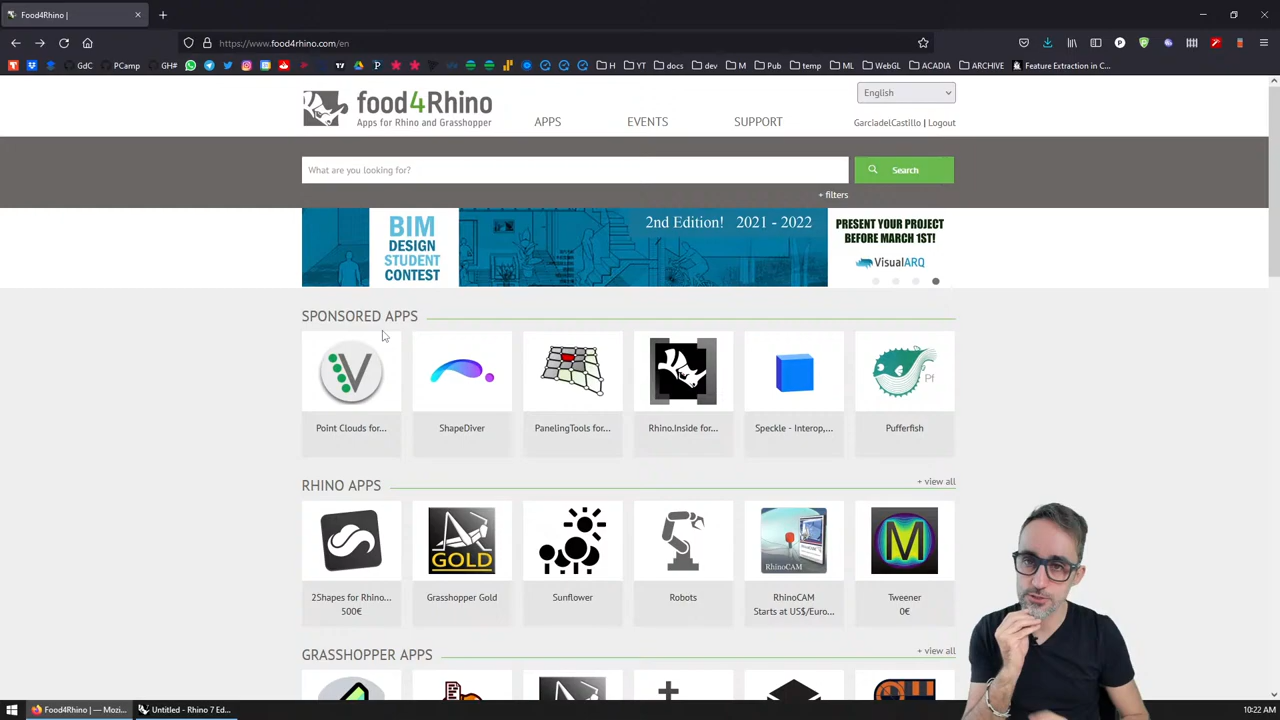 Food4Rhino |
https://www.food4rhino.com/en
GdC
PCamp
GH#
H
YT
docs
dev
M
Pub
temp
ML
WebGL
ACADIA
ARCHIVE
Feature Extraction in C...
food4Rhino
Apps for Rhino and Grasshopper
APPS
EVENTS
SUPPORT
English
GarciadelCastillo | Logout
What are you looking for?
Search
+ filters
BIM
DESIGN
STUDENT
CONTEST
2nd Edition! 2021 - 2022
PRESENT YOUR PROJECT
BEFORE MARCH 1ST!
VisualARQ
SPONSORED APPS
Point Clouds for...
ShapeDiver
PanelingTools for...
Rhino.Inside for...
Speckle - Interop,...
Pf
Pufferfish
RHINO APPS
+ view all
2Shapes for Rhino...
500€
GOLD
Grasshopper Gold
Sunflower
Robots
RhinoCAM
RhinoCAM
Starts at US$/Euro...
M
Tweener
0€
GRASSHOPPER APPS
+ view all
Food4Rhino | — Mozi...
Untitled - Rhino 7 Ed...
10:22 AM